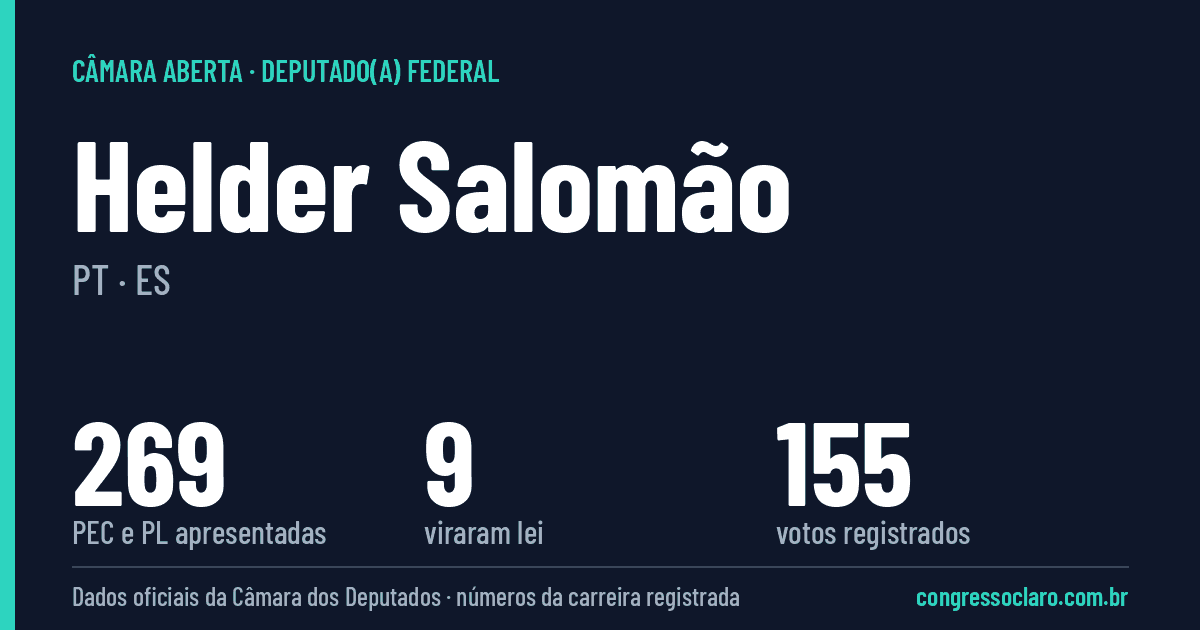 CÂMARA ABERTA · DEPUTADO(A) FEDERAL
Helder Salomão
PT · ES
269 9 155
PEC e PL apresentadas viraram lei votos registrados
Dados oficiais da Câmara dos Deputados · números da carreira registrada congressoclaro.com.br